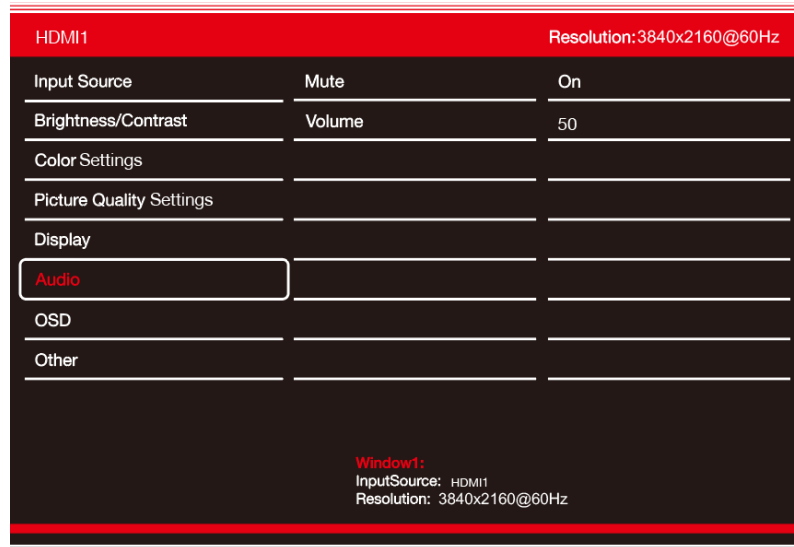 HDMI1 Resolution:3840x2160@60Hz
Input Source Mute On
Brightness/Contrast Volume 50
Color Settings
Picture Quality Settings
Display
Audio
OSD
Other
Window1:
InputSource: HDMI1
Resolution: 3840x2160@60Hz